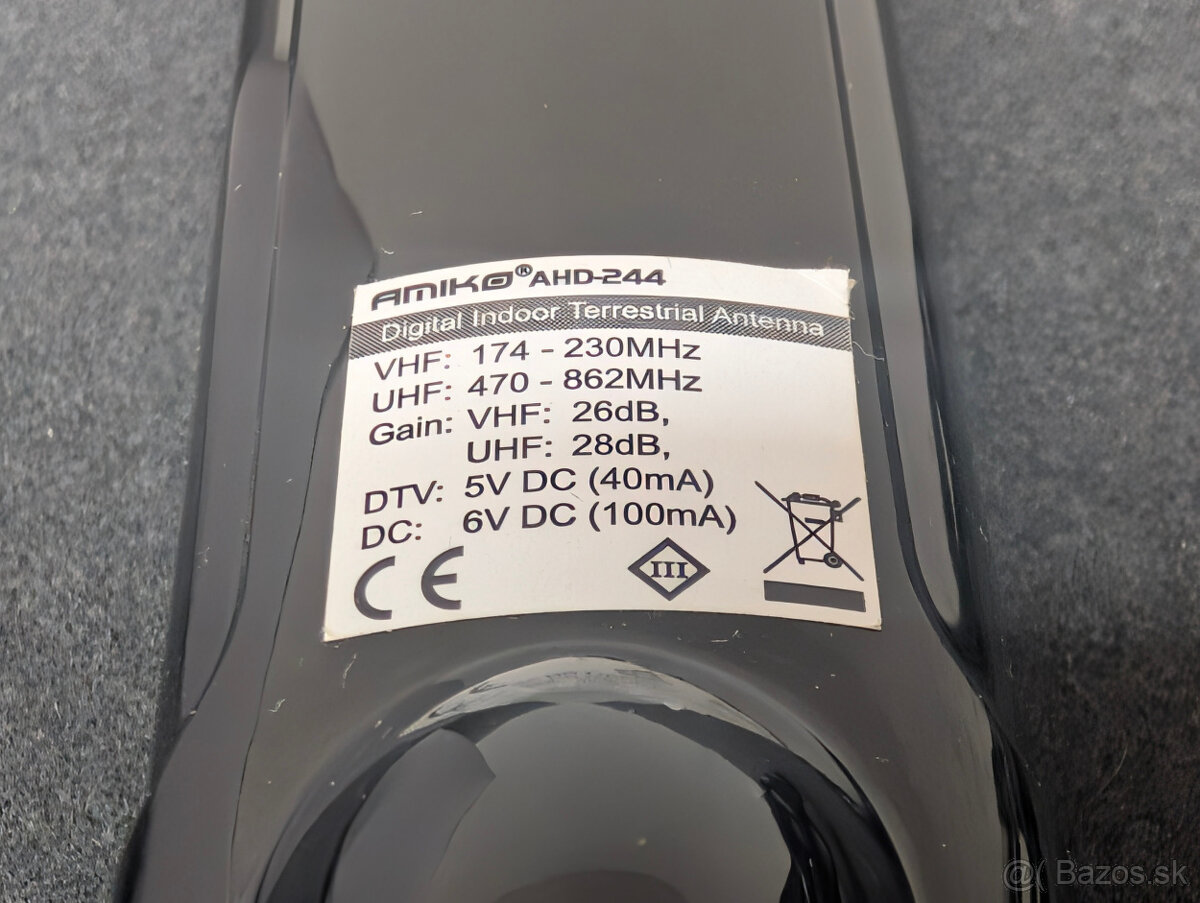 AMIKO® AHD-244
Digital Indoor Terrestrial Antenna
VHF: 174 - 230MHz
UHF: 470 - 862MHz
Gain: VHF: 26dB,
UHF: 28dB,
DTV: 5V DC (40mA)
DC: 6V DC (100mA)
CE
III
@( Bazos.sk